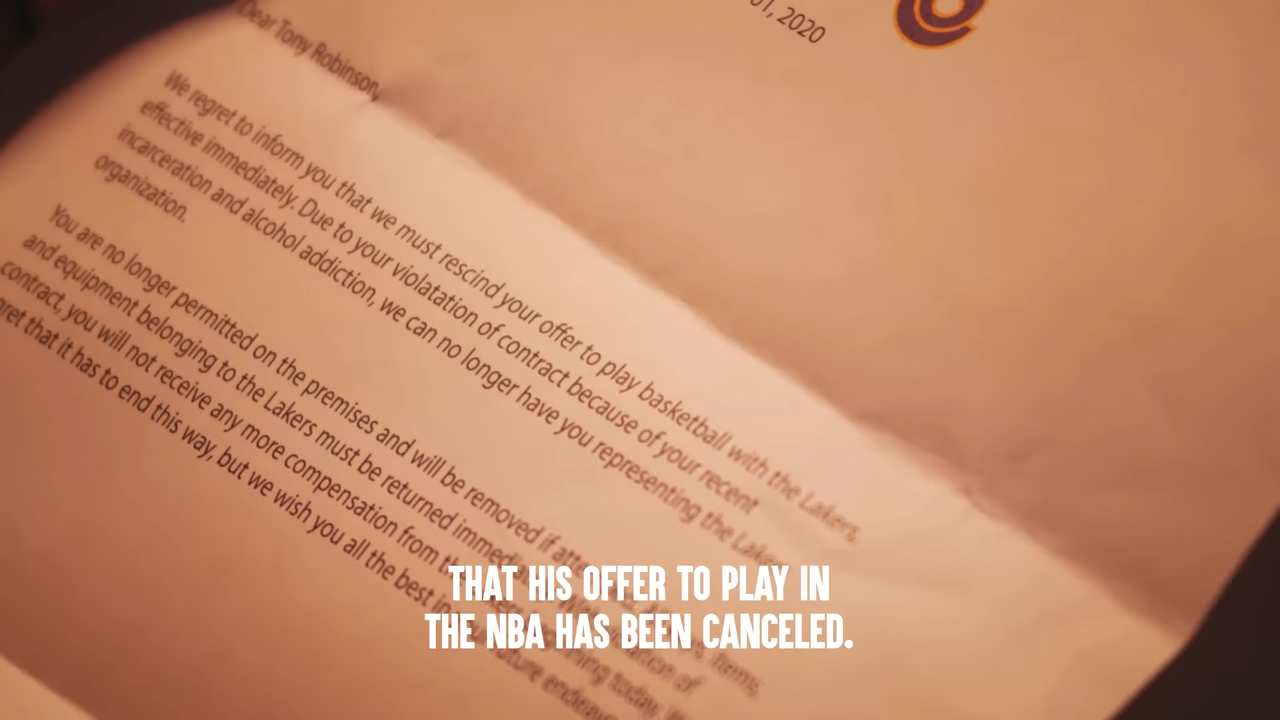 01, 2020
Dear Tony Robinson,
We regret to inform you that we must rescind your offer to play basketball with the Lakers,
effective immediately. Due to your violatation of contract because of your recent
incarceration and alcohol addiction, we can no longer have you representing the
organization.
You are no longer permitted on the premises and will be removed if
and equipment belonging to the Lakers must be returned
contract, you will not receive any more compensation from
that it has to end this way, but we wish you all the best in
items,
of
today.
THAT HIS OFFER TO PLAY IN
THE NBA HAS BEEN CANCELED.